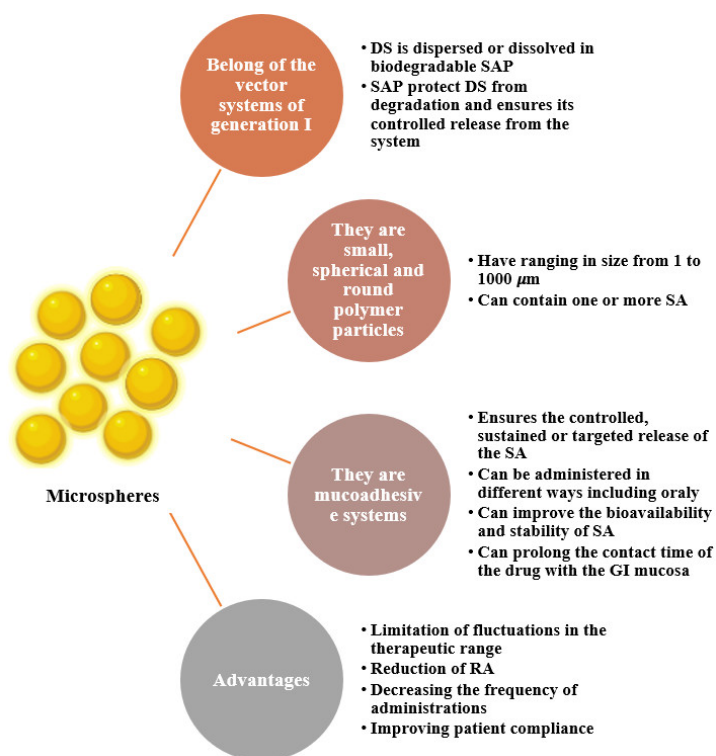 Belong of the
vector
systems of
generation I
• DS is dispersed or dissolved in
biodegradable SAP
• SAP protect DS from
degradation and ensures its
controlled release from the
system
They are
small,
spherical and
round
polymer
particles
• Have ranging in size from 1 to
1000 µm
• Can contain one or more SA
Microspheres
They are
mucoadhesiv
e systems
• Ensures the controlled,
sustained or targeted release of
the SA
• Can be administered in
different ways including oraly
• Can improve the bioavailability
and stability of SA
• Can prolong the contact time of
the drug with the GI mucosa
Advantages
• Limitation of fluctuations in the
therapeutic range
• Reduction of RA
• Decreasing the frequency of
administrations
• Improving patient compliance